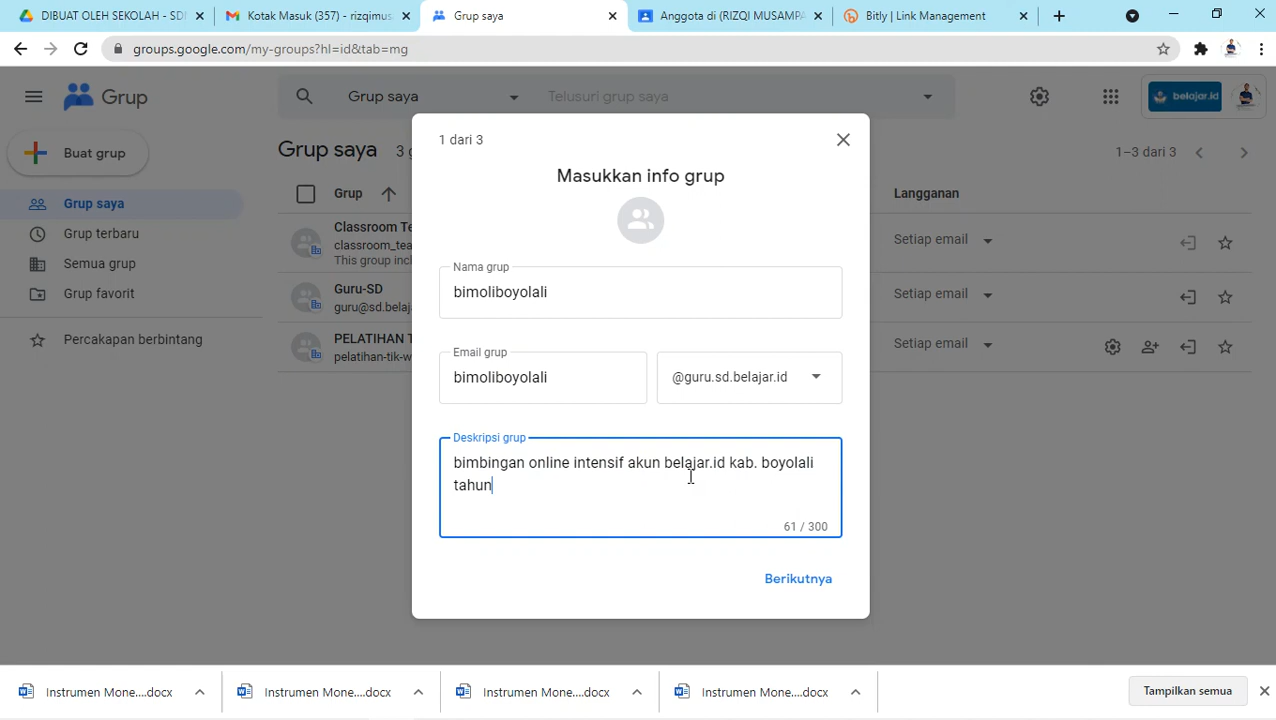 DIBUAT OLEH SEKOLAH - SDN
Kotak Masuk (357) - rizqimus
Grup saya
Anggota di (RIZQI MUSAMPA
Bitly | Link Management
groups.google.com/my-groups?hl=id&tab=mg
Grup
Grup saya
Telusuri grup saya
belajar.id
Buat grup
Grup saya
Grup terbaru
Semua grup
Grup favorit
Percakapan berbintang
Grup saya 3 g
1–3 dari 3
Grup
Langganan
Classroom Te
classroom_tea
This group incl
Setiap email
Guru-SD
guru@sd.belaj
Setiap email
PELATIHAN T
pelatihan-tik-w
Setiap email
1 dari 3
Masukkan info grup
Nama grup
bimoliboyolali
Email grup
bimoliboyolali
@guru.sd.belajar.id
Deskripsi grup
bimbingan online intensif akun belajar.id kab. boyolali
tahun
61 / 300
Berikutnya
Instrumen Mone....docx
Instrumen Mone....docx
Instrumen Mone....docx
Instrumen Mone....docx
Tampilkan semua